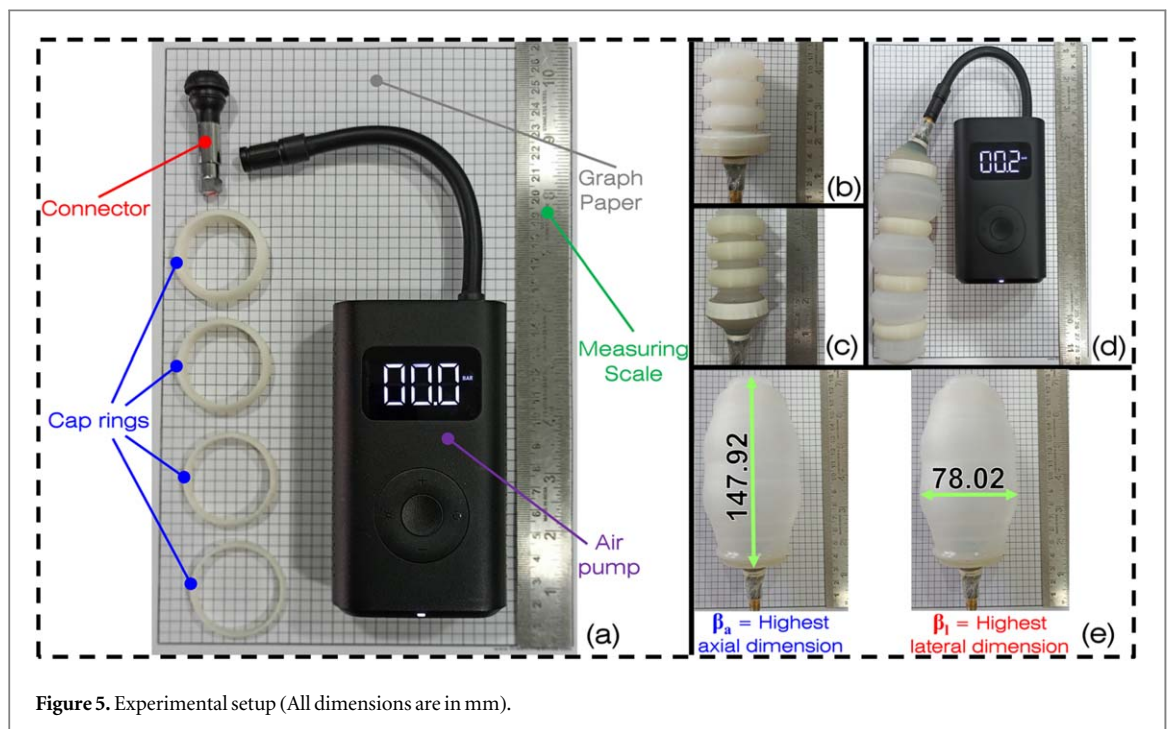 Connector
Graph
Paper
Measuring
Scale
Cap rings
00.0 BAR
Air
pump
(a)
(b)
(c)
00.2
(d)
147.92
78.02
βa = Highest
axial dimension
βl = Highest
lateral dimension
(e)
Figure 5. Experimental setup (All dimensions are in mm).